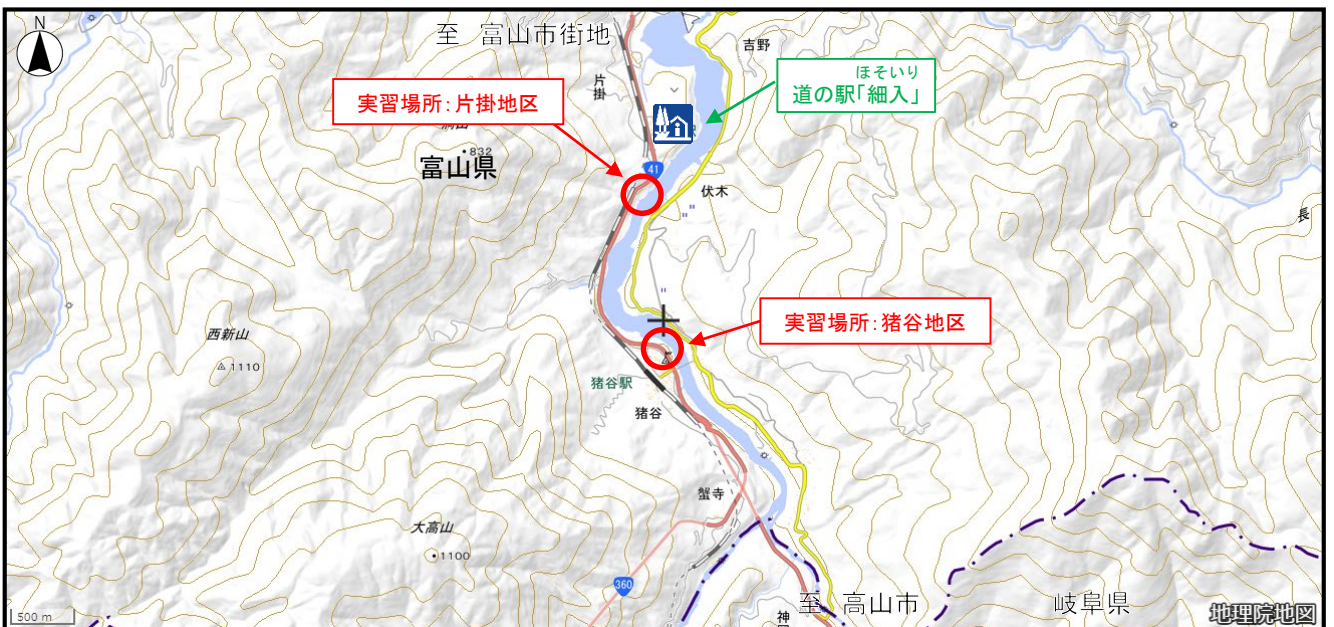 N
至 富山市街地
吉野
片掛
ほそいり
道の駅「細入」
実習場所:片掛地区
・832
富山県
41
伏木
長
実習場所:猪谷地区
西新山
1110
猪谷駅
猪谷
蟹寺
大高山
・1100
360
500 m
至 高山市
岐阜県
地理院地図